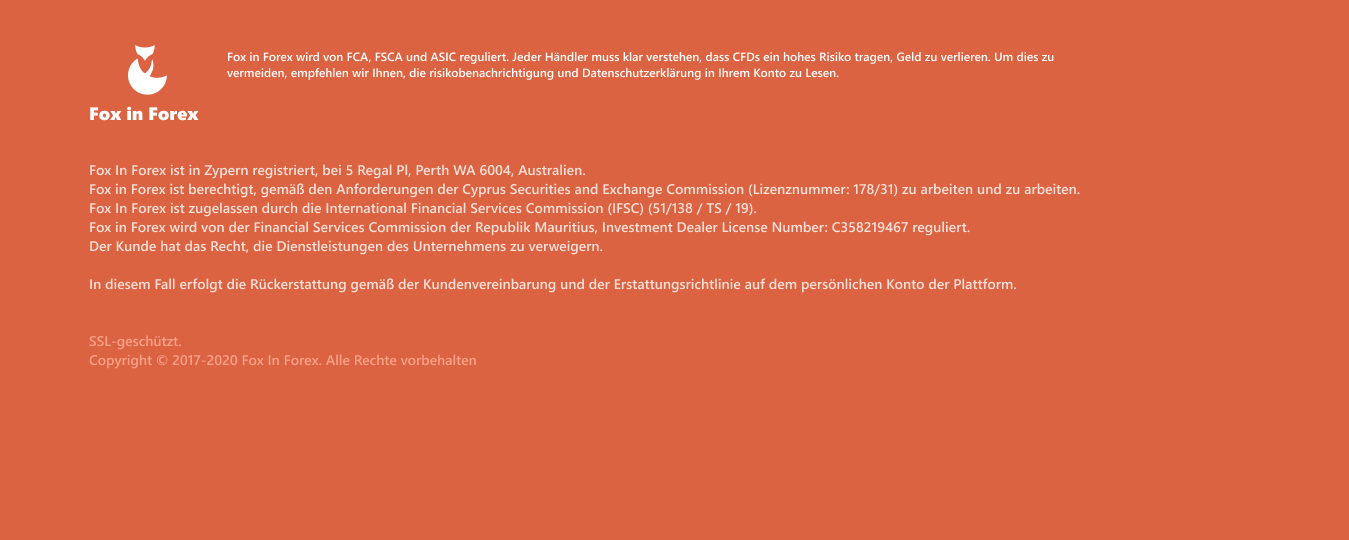 Fox in Forex wird von FCA, FSCA und ASIC reguliert. Jeder Händler muss klar verstehen, dass CFDs ein hohes Risiko tragen, Geld zu verlieren. Um dies zu
vermeiden, empfehlen wir Ihnen, die risikobenachrichtigung und Datenschutzerklärung in Ihrem Konto zu Lesen.
Fox in Forex
Fox In Forex ist in Zypern registriert, bei 5 Regal Pl, Perth WA 6004, Australien.
Fox in Forex ist berechtigt, gemäß den Anforderungen der Cyprus Securities and Exchange Commission (Lizenznummer: 178/31) zu arbeiten und zu arbeiten.
Fox In Forex ist zugelassen durch die International Financial Services Commission (IFSC) (51/138 / TS / 19).
Fox in Forex wird von der Financial Services Commission der Republik Mauritius, Investment Dealer License Number: C358219467 reguliert.
Der Kunde hat das Recht, die Dienstleistungen des Unternehmens zu verweigern.
In diesem Fall erfolgt die Rückerstattung gemäß der Kundenvereinbarung und der Erstattungsrichtlinie auf dem persönlichen Konto der Plattform.
SSL-geschützt.
Copyright © 2017-2020 Fox In Forex. Alle Rechte vorbehalten